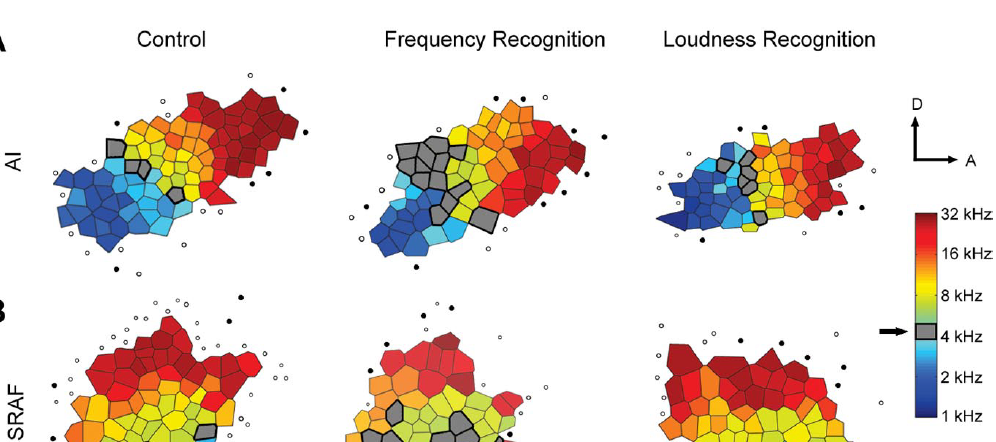 A
Control
Frequency Recognition
Loudness Recognition
AI
D
A
32 kHz
16 kHz
8 kHz
4 kHz
2 kHz
1 kHz
B
SRAF